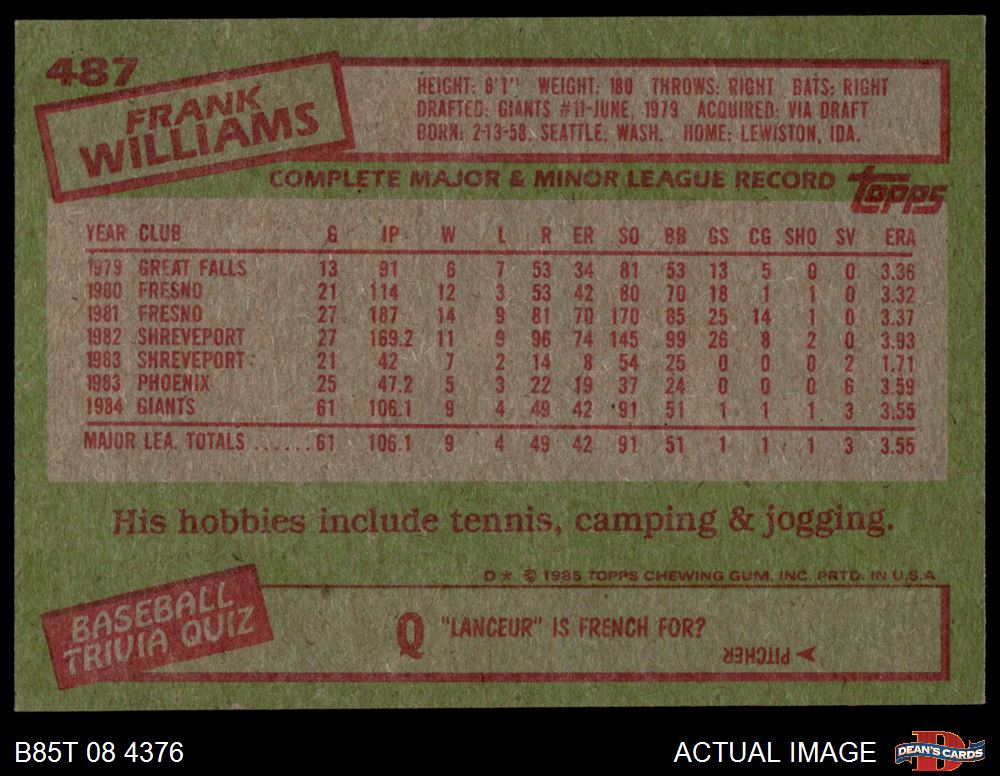 487
FRANK
WILLIAMS
HEIGHT: 6'1" WEIGHT: 180 THROWS: RIGHT BATS: RIGHT
DRAFTED: GIANTS #11-JUNE, 1979 ACQUIRED: VIA DRAFT
BORN: 2-13-58, SEATTLE, WASH. HOME: LEWISTON, IDA.
COMPLETE MAJOR & MINOR LEAGUE RECORD topps
YEAR CLUB G IP W L R ER SO BB GS CG SHO SV ERA
1979 GREAT FALLS 13 91 6 7 53 34 81 53 13 5 0 0 3.36
1980 FRESNO 21 114 12 3 53 42 80 70 18 1 1 0 3.32
1981 FRESNO 27 187 14 9 81 70 170 85 25 14 1 0 3.37
1982 SHREVEPORT 27 169.2 11 9 96 74 145 99 26 8 2 0 3.93
1983 SHREVEPORT 21 42 7 2 14 8 54 25 0 0 0 2 1.71
1983 PHOENIX 25 47.2 5 3 22 19 37 24 0 0 0 6 3.59
1984 GIANTS 61 106.1 9 4 49 42 91 51 1 1 1 3 3.55
MAJOR LEA. TOTALS ...... 61 106.1 9 4 49 42 91 51 1 1 1 3 3.55
His hobbies include tennis, camping & jogging.
D * © 1985 TOPPS CHEWING GUM, INC. PRTD. IN U.S.A
BASEBALL
TRIVIA QUIZ
Q "LANCEUR" IS FRENCH FOR?
PITCHER
B85T 08 4376 ACTUAL IMAGE DEAN'S CARDS